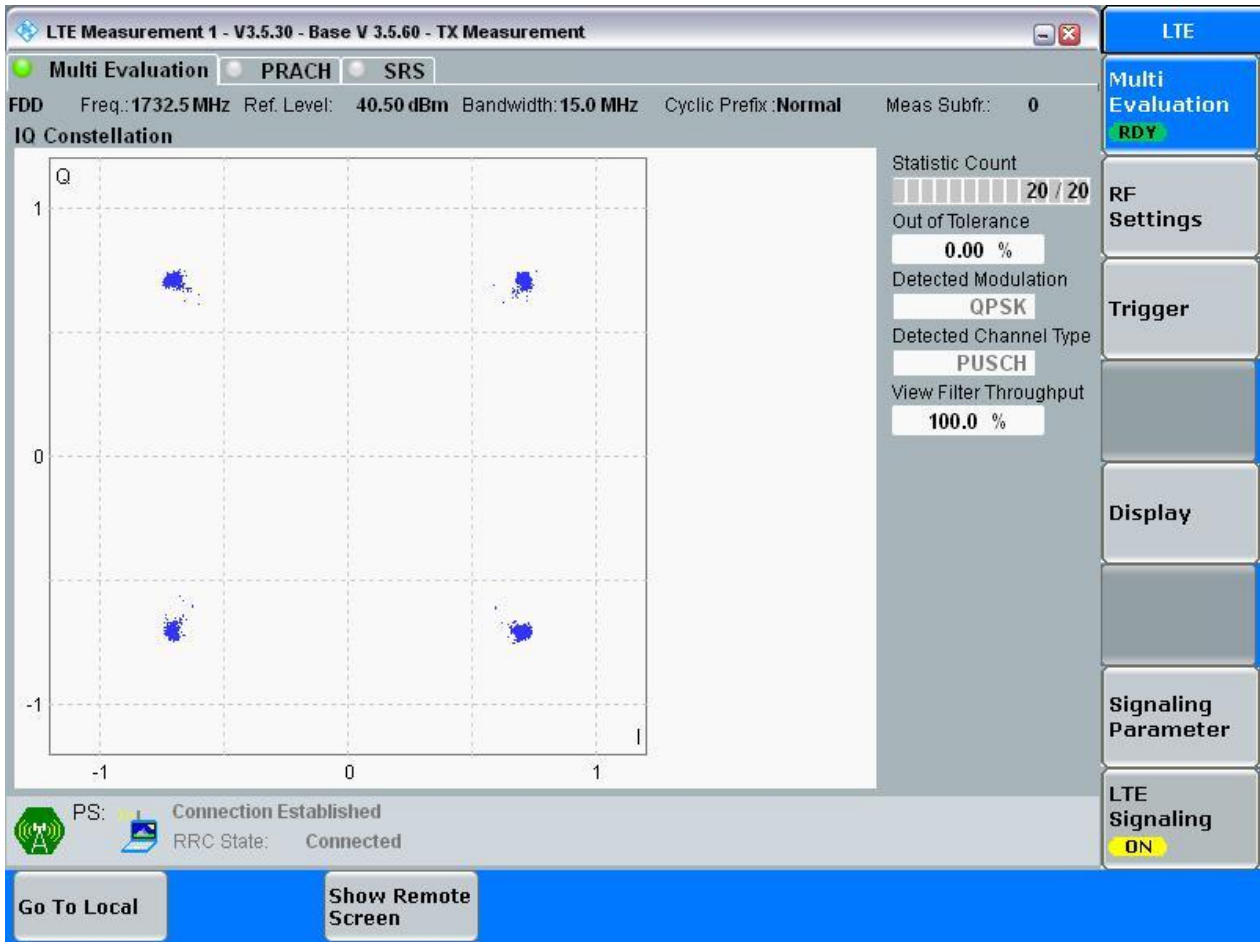 LTE Measurement 1 - V3.5.30 - Base V 3.5.60 - TX Measurement
LTE
Multi Evaluation PRACH SRS
FDD Freq.: 1732.5 MHz Ref. Level: 40.50 dBm Bandwidth: 15.0 MHz Cyclic Prefix : Normal Meas Subfr.: 0
IQ Constellation
Q
1
0
-1
-1 0 1
I
Statistic Count
20 / 20
Out of Tolerance
0.00 %
Detected Modulation
QPSK
Detected Channel Type
PUSCH
View Filter Throughput
100.0 %
Multi
Evaluation
RDY
RF
Settings
Trigger
Display
Signaling
Parameter
LTE
Signaling
ON
PS: Connection Established
RRC State: Connected
Go To Local
Show Remote
Screen